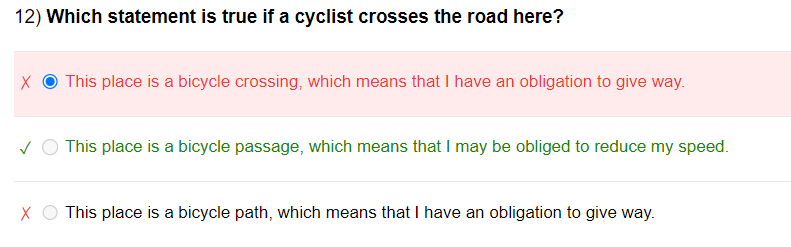 12) Which statement is true if a cyclist crosses the road here?
✗ This place is a bicycle crossing, which means that I have an obligation to give way.
✓ This place is a bicycle passage, which means that I may be obliged to reduce my speed.
✗ This place is a bicycle path, which means that I have an obligation to give way.